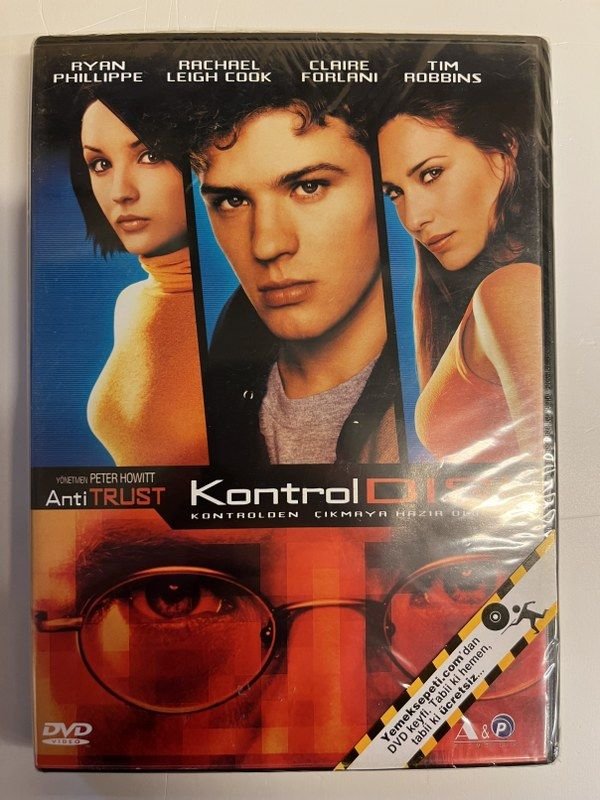 RYAN PHILLIPPE
RACHAEL LEIGH COOK
CLAIRE FORLANI
TIM ROBBINS
YÖNETMEN PETER HOWITT
AntiTRUST
Kontrol
KONTROLDEN ÇIKMAYA HAZIR
Yemeksepeti.com'dan
DVD keyfi. Tabii ki hemen,
tabii ki ücretsiz...
DVD
VIDEO
A & P